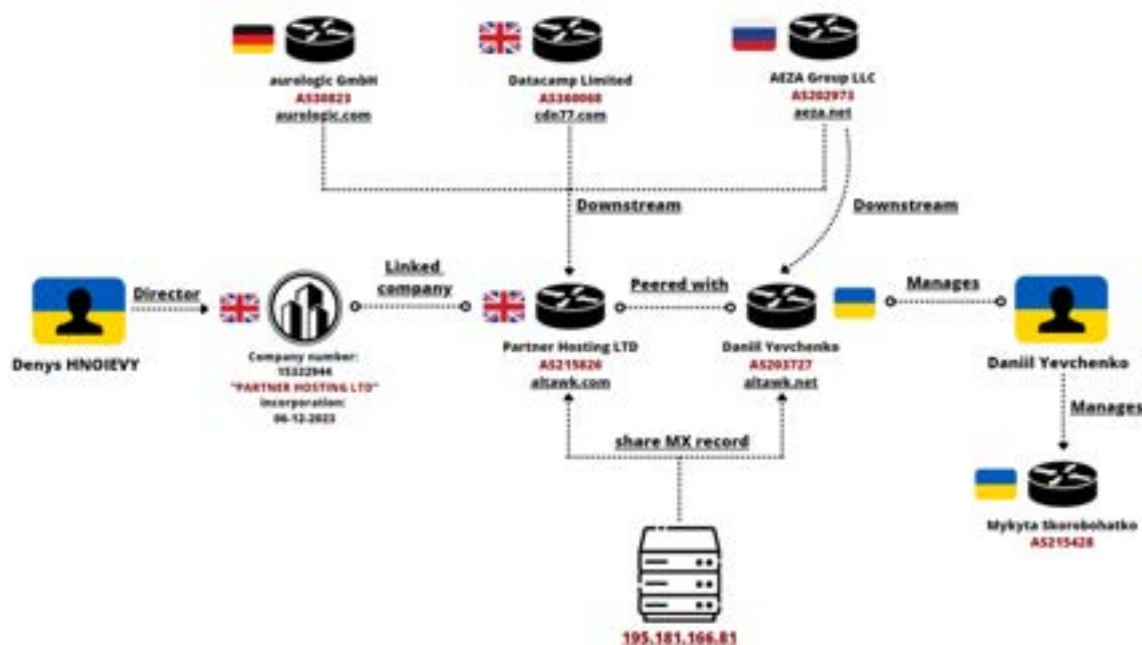 aurologic GmbH
AS30823
aurologic.com
Datacamp Limited
AS360068
cdn77.com
AEZA Group LLC
AS202973
aeza.net
Downstream
Downstream
Director
Linked
company
Peered with
Manages
Denys HNOIEVY
Company number:
15332944
"PARTNER HOSTING LTD"
incorporation:
06-12-2023
Partner Hosting LTD
AS215826
altawk.com
Daniil Yevchenko
AS203727
altawk.net
Daniil Yevchenko
Manages
share MX record
Mykyta Skorobohatko
AS215428
195.181.166.81